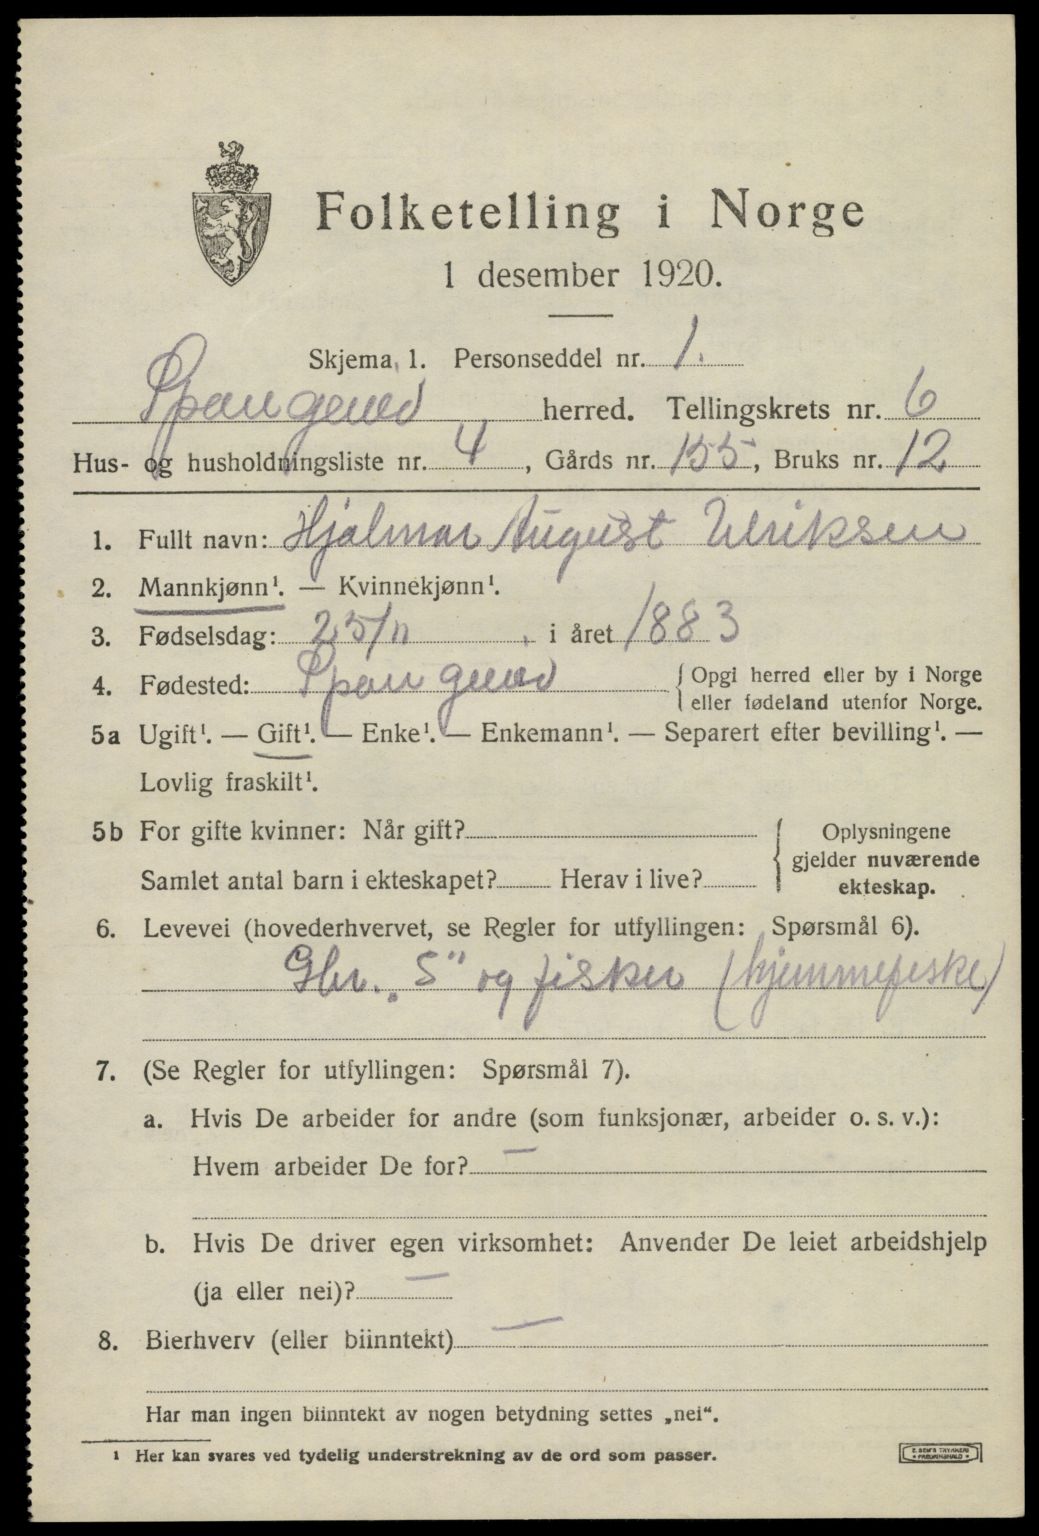 Folketelling i Norge
1 desember 1920.
Skjema 1. Personseddel nr. 1.
Spangereid herred. Tellingskrets nr. 6
Hus- og husholdningsliste nr. 4, Gårds nr. 155, Bruks nr. 12
1. Fullt navn: Hjalmar August Ulriksen
2. Mannkjønn¹. — Kvinnekjønn¹.
3. Fødselsdag: 25/11 i året 1883
4. Fødested: Spangereid { Opgi herred eller by i Norge
eller fødeland utenfor Norge.
5a Ugift¹. — Gift¹. — Enke¹. — Enkemann¹. — Separert efter bevilling¹. —
Lovlig fraskilt¹.
5b For gifte kvinner: Når gift?
Samlet antal barn i ekteskapet? Herav i live?
{ Oplysningene
gjelder nuværende
ekteskap.
6. Levevei (hovederhvervet, se Regler for utfyllingen: Spørsmål 6).
Gbr. „S” og fisker (hjemmefiske)
7. (Se Regler for utfyllingen: Spørsmål 7).
a. Hvis De arbeider for andre (som funksjonær, arbeider o. s. v.):
Hvem arbeider De for? —
b. Hvis De driver egen virksomhet: Anvender De leiet arbeidshjelp
(ja eller nei)? —
8. Bierhverv (eller biinntekt) —
Har man ingen biinntekt av nogen betydning settes „nei“.
¹ Her kan svares ved tydelig understrekning av de ord som passer.